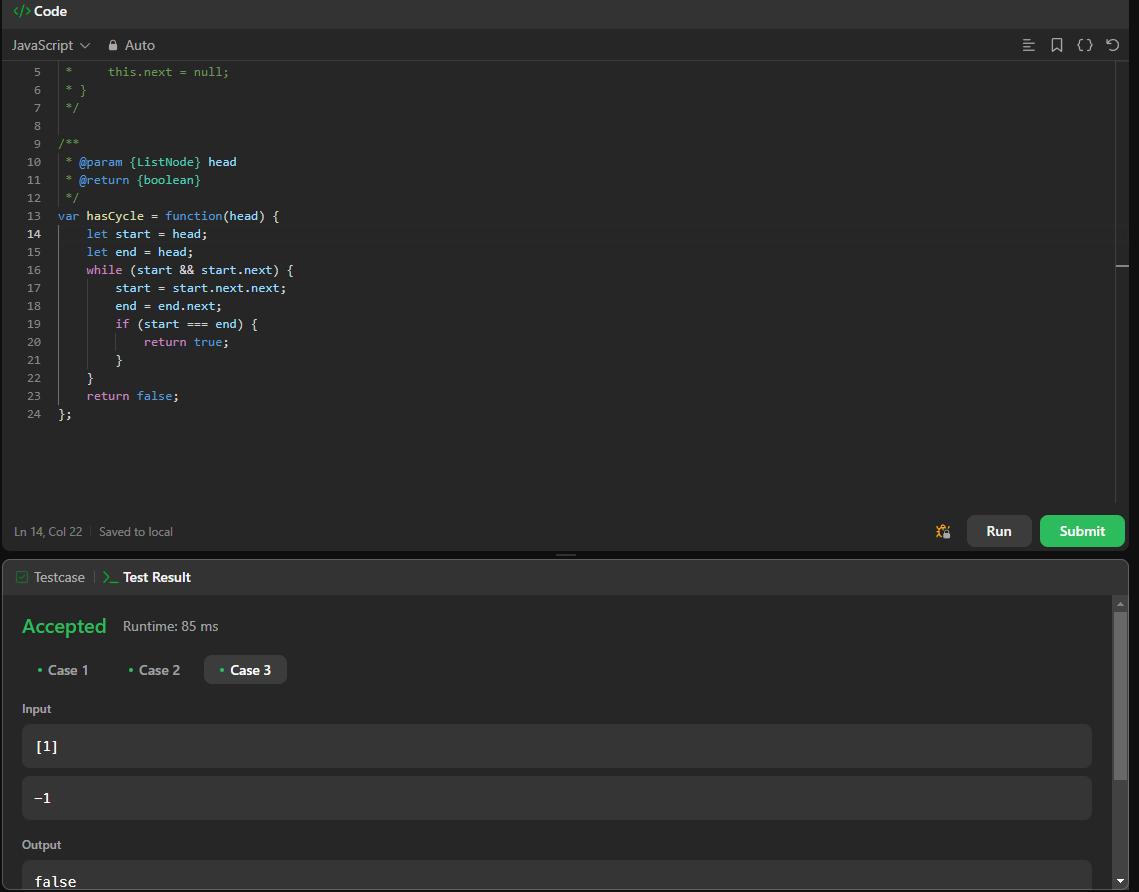 </> Code
JavaScript Auto
5 * this.next = null;
6 * }
7 */
8
9 /**
10 * @param {ListNode} head
11 * @return {boolean}
12 */
13 var hasCycle = function(head) {
14 let start = head;
15 let end = head;
16 while (start && start.next) {
17 start = start.next.next;
18 end = end.next;
19 if (start === end) {
20 return true;
21 }
22 }
23 return false;
24 };
Ln 14, Col 22 Saved to local Run Submit
Testcase >_ Test Result
Accepted Runtime: 85 ms
• Case 1 • Case 2 • Case 3
Input
[1]
-1
Output
false